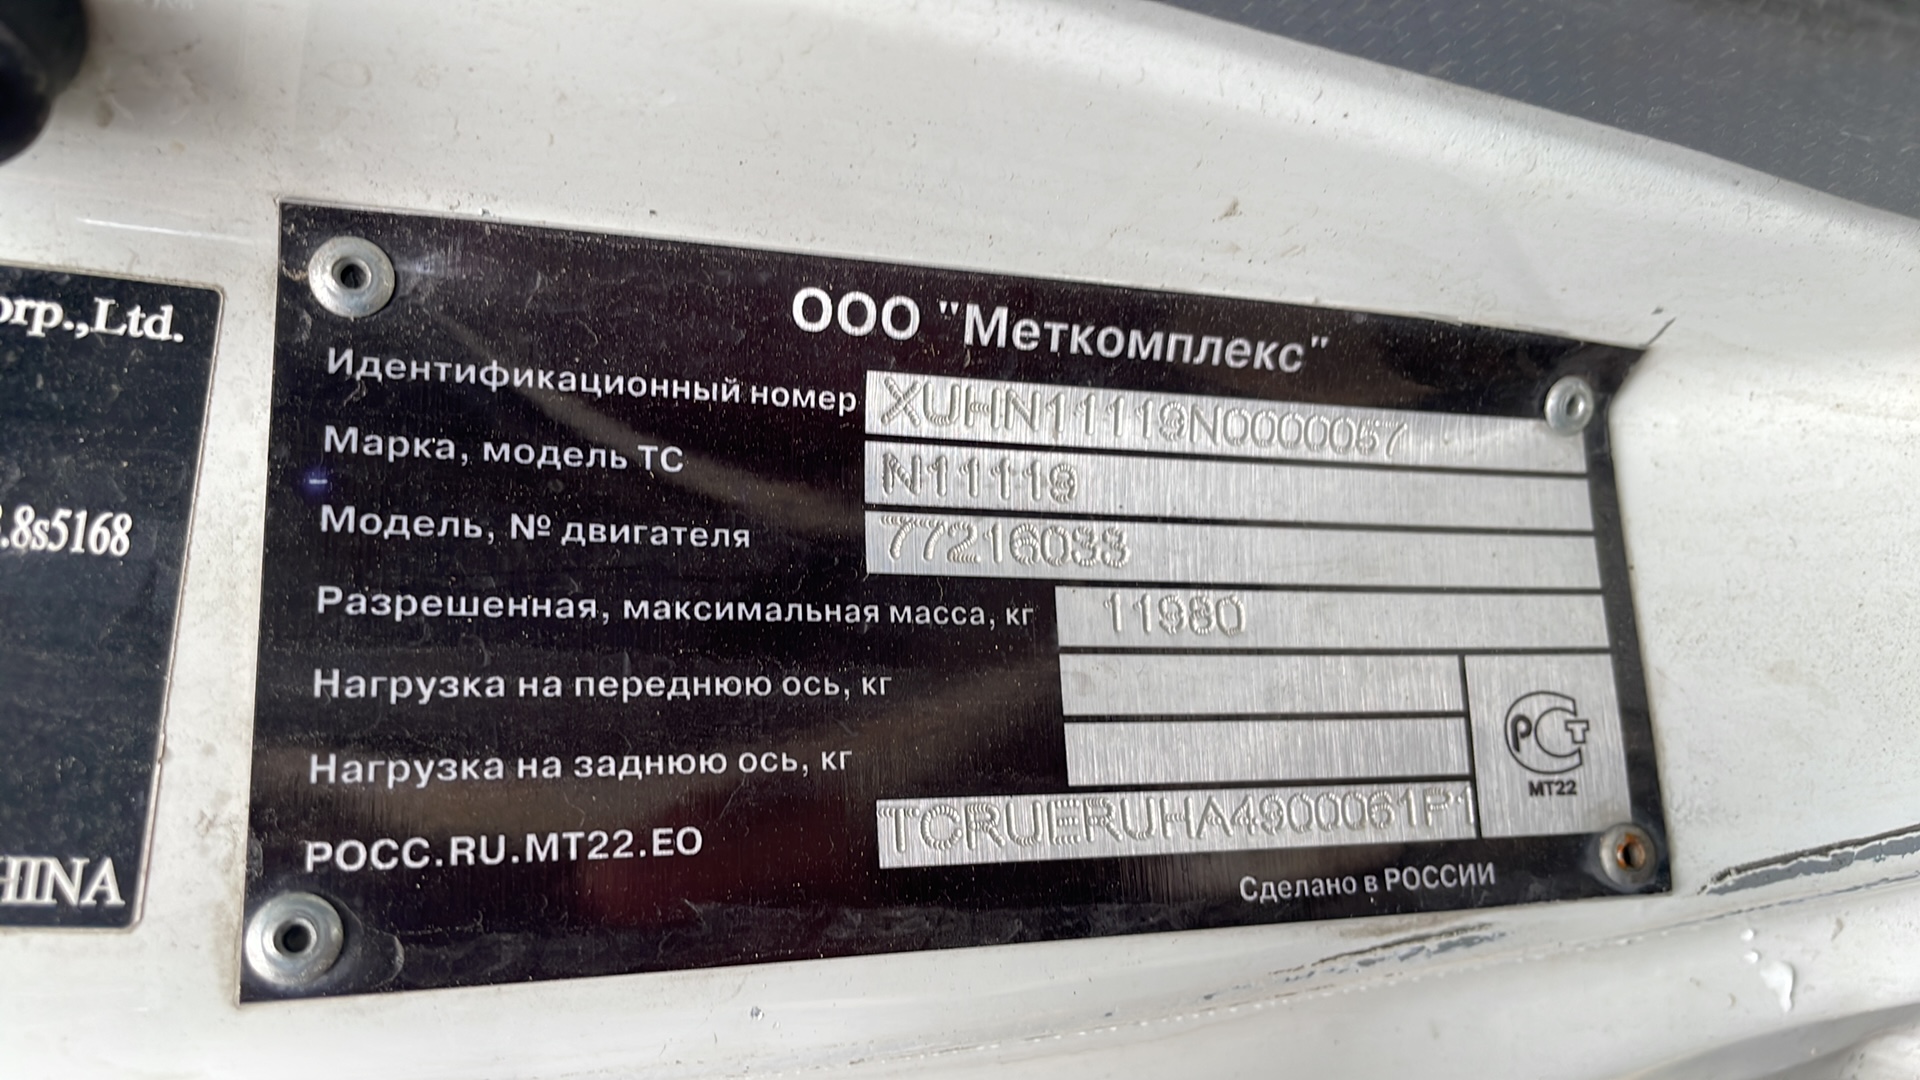 orp.,Ltd.
.8s5168
HINA
ООО "Меткомплекс"
Идентификационный номер XUHN11119N0000057
Марка, модель ТС N11119
Модель, № двигателя 77216033
Разрешенная, максимальная масса, кг 11980
Нагрузка на переднюю ось, кг
Нагрузка на заднюю ось, кг
РОСС.RU.МТ22.ЕО TCRUERUHA4900061P1
РСТ
МТ22
Сделано в РОССИИ